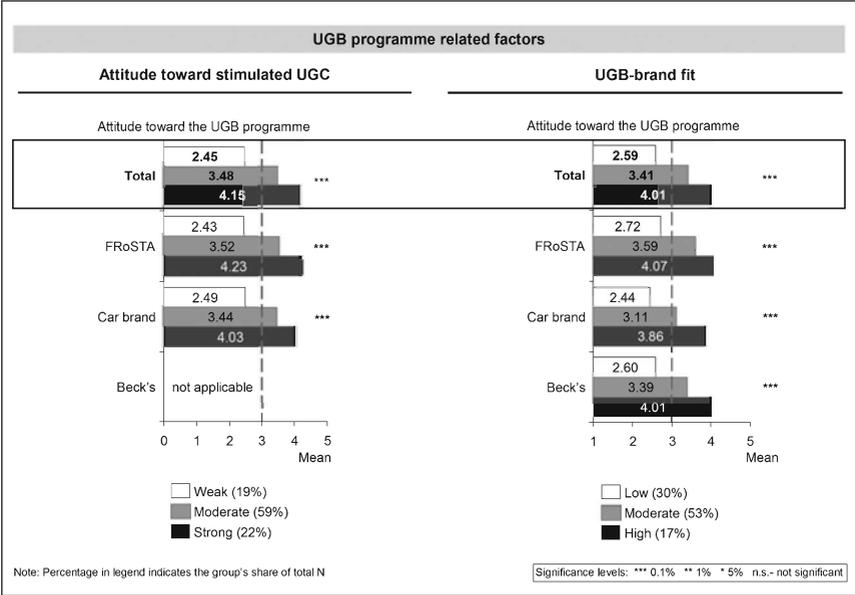 UGB programme related factors
Attitude toward stimulated UGC
Attitude toward the UGB programme
Total
2.45
3.48
4.15
***
FRoSTA
2.43
3.52
4.23
***
Car brand
2.49
3.44
4.03
***
Beck's
not applicable
0 1 2 3 4 5
Mean
Weak (19%)
Moderate (59%)
Strong (22%)
UGB-brand fit
Attitude toward the UGB programme
Total
2.59
3.41
4.01
***
FRoSTA
2.72
3.59
4.07
***
Car brand
2.44
3.11
3.86
***
Beck's
2.60
3.39
4.01
***
1 2 3 4 5
Mean
Low (30%)
Moderate (53%)
High (17%)
Note: Percentage in legend indicates the group's share of total N
Significance levels: *** 0.1% ** 1% * 5% n.s.- not significant